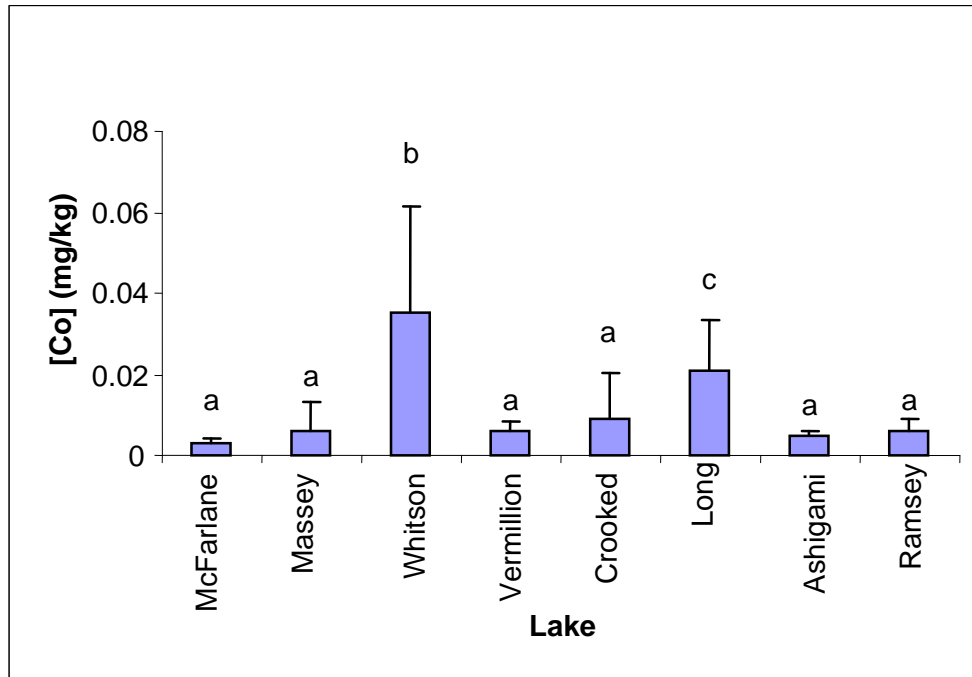 0.08
0.06
0.04
0.02
0
[Co] (mg/kg)
a
a
b
a
a
c
a
a
McFarlane
Massey
Whitson
Vermillion
Crooked
Long
Ashigami
Ramsey
Lake